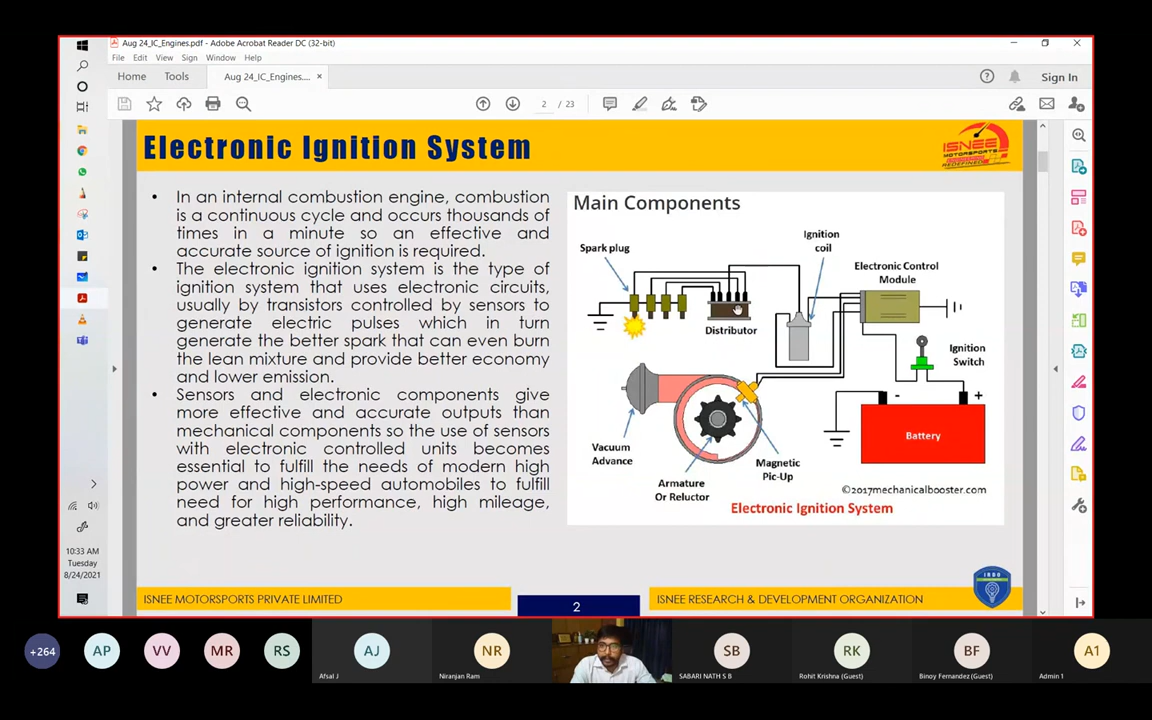 Aug 24_IC_Engines.pdf - Adobe Acrobat Reader DC (32-bit)
File Edit View Sign Window Help
Home Tools Aug 24_IC_Engines.... × Sign In
2 / 23
Electronic Ignition System
ISNEE
MOTORSPORTS
REDEFINED
• In an internal combustion engine, combustion
is a continuous cycle and occurs thousands of
times in a minute so an effective and
accurate source of ignition is required.
• The electronic ignition system is the type of
ignition system that uses electronic circuits,
usually by transistors controlled by sensors to
generate electric pulses which in turn
generate the better spark that can even burn
the lean mixture and provide better economy
and lower emission.
• Sensors and electronic components give
more effective and accurate outputs than
mechanical components so the use of sensors
with electronic controlled units becomes
essential to fulfill the needs of modern high
power and high-speed automobiles to fulfill
need for high performance, high mileage,
and greater reliability.
Main Components
Spark plug
Ignition
coil
Electronic Control
Module
Distributor
Ignition
Switch
- +
Battery
Vacuum
Advance
Magnetic
Pic-Up
Armature
Or Reluctor
©2017mechanicalbooster.com
Electronic Ignition System
10:33 AM
Tuesday
8/24/2021
ISNEE MOTORSPORTS PRIVATE LIMITED
2
ISNEE RESEARCH & DEVELOPMENT ORGANIZATION
+264 AP VV MR RS AJ NR SB RK BF A1
Afsal J Niranjan Ram SABARI NATH S B Rohit Krishna (Guest) Binoy Fernandez (Guest) Admin 1